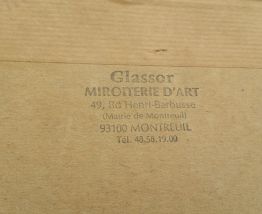 Glassor
MIROITERIE D'ART
49, Bd Henri-Barbusse
(Mairie de Montreuil)
93100 MONTREUIL
Tél. 48.58.19.09